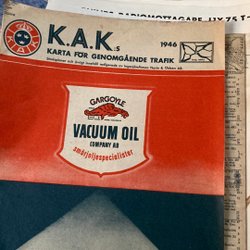 K.A.K:s
1946
KARTA FÖR GENOMGÅENDE TRAFIK
K.A.K
GARGOYLE
VACUUM OIL
COMPANY AB
smörjoljespecialister